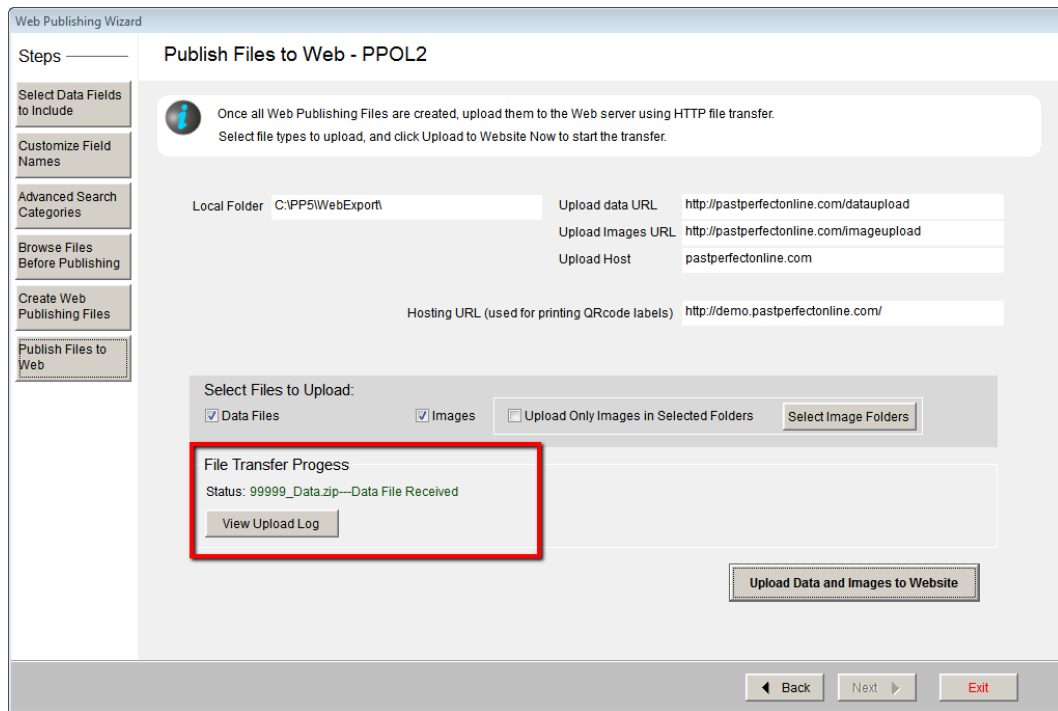 Web Publishing Wizard
Steps
Publish Files to Web - PPOL2
Select Data Fields
to Include
Customize Field
Names
Advanced Search
Categories
Browse Files
Before Publishing
Create Web
Publishing Files
Publish Files to
Web
i
Once all Web Publishing Files are created, upload them to the Web server using HTTP file transfer.
Select file types to upload, and click Upload to Website Now to start the transfer.
Local Folder C:\PP5\WebExport\
Upload data URL http://pastperfectonline.com/dataupload
Upload Images URL http://pastperfectonline.com/imageupload
Upload Host pastperfectonline.com
Hosting URL (used for printing QRcode labels) http://demo.pastperfectonline.com/
Select Files to Upload:
Data Files Images Upload Only Images in Selected Folders Select Image Folders
File Transfer Progess
Status: 99999_Data.zip---Data File Received
View Upload Log
Upload Data and Images to Website
Back Next Exit